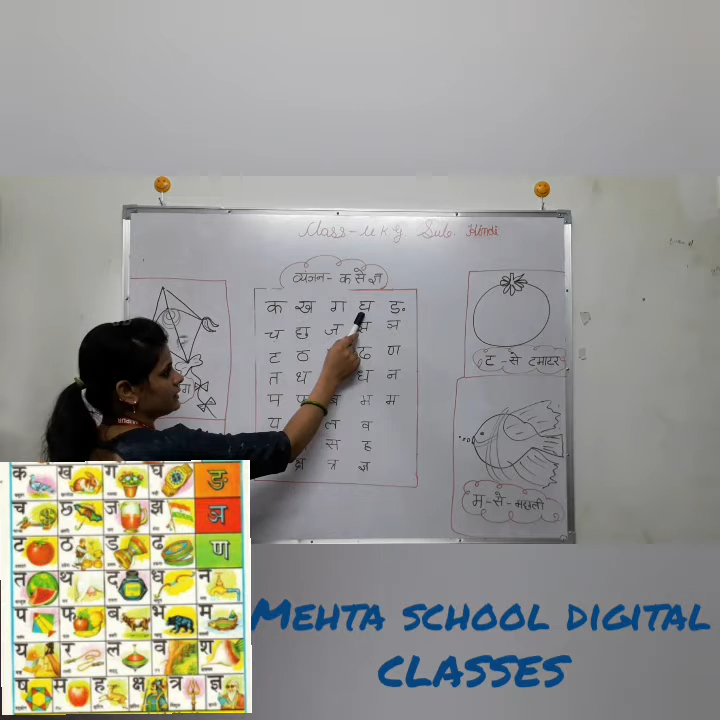 Class - U K G Sub. Hindi
व्यंजन - क से ज्ञ
क ख ग घ ङ
च छ ज झ ञ
ट ठ ढ ण
त थ ध न
प फ ब भ म
य ल व
स ह
क्ष त्र ज्ञ
ट - से टमाटर
म - से - मछली
क ख ग घ ङ
च छ ज झ ञ
ट ठ ड ढ ण
त थ द ध न
प फ ब भ म
य र ल व श
ष स ह क्ष त्र ज्ञ
MEHTA SCHOOL DIGITAL
CLASSES